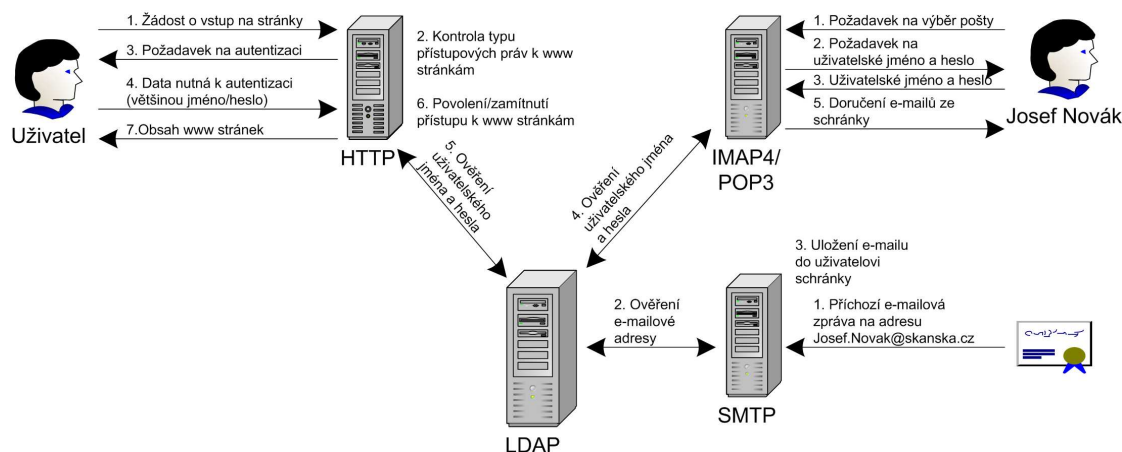 1. Žádost o vstup na stránky
3. Požadavek na autentizaci
4. Data nutná k autentizaci
(většinou jméno/heslo)
7.Obsah www stránek
Uživatel
HTTP
2. Kontrola typu
přístupových práv k www
stránkám
6. Povolení/zamítnutí
přístupu k www stránkám
1. Požadavek na výběr pošty
2. Požadavek na
uživatelské jméno a heslo
3. Uživatelské jméno a heslo
5. Doručení e-mailů ze
schránky
Josef Novák
IMAP4/
POP3
5. Ověření
uživatelského
jména a hesla
4. Ověření
uživatelského jména
a hesla
LDAP
2. Ověření
e-mailové
adresy
3. Uložení e-mailu
do uživatelovi
schránky
1. Příchozí e-mailová
zpráva na adresu
Josef.Novak@skanska.cz
SMTP